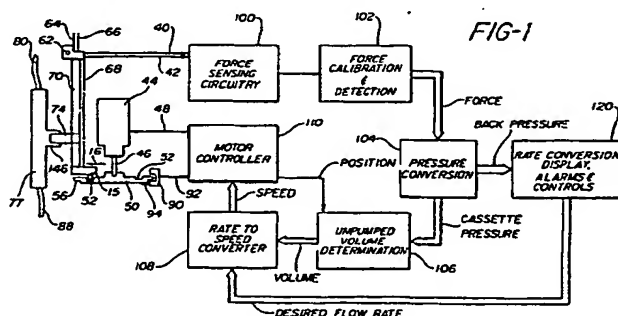 FIG-1
64
66
80
62
40
100
102
120
70
68
44
42
FORCE SENSING CIRCUITRY
FORCE CALIBRATION & DETECTION
FORCE
74
48
110
104
BACK PRESSURE
146
16
46
52
MOTOR CONTROLLER
POSITION
PRESSURE CONVERSION
RATE CONVERSION DISPLAY, ALARMS & CONTROLS
77
56
52
15
50
94
90
92
SPEED
CASSETTE PRESSURE
88
108
RATE TO SPEED CONVERTER
VOLUME
UNPUMPED VOLUME DETERMINATION
106
DESIRED FLOW RATE